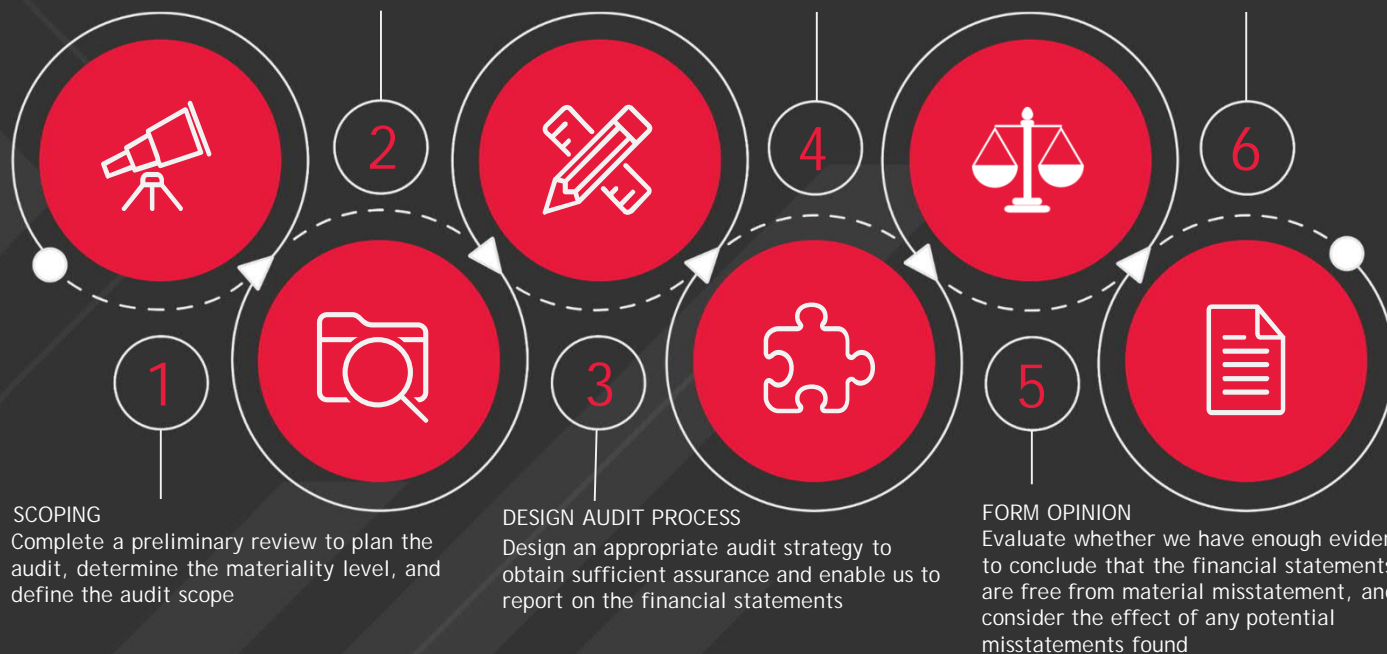 2
4
6
1
3
5
SCOPING
Complete a preliminary review to plan the
audit, determine the materiality level, and
define the audit scope
DESIGN AUDIT PROCESS
Design an appropriate audit strategy to
obtain sufficient assurance and enable us to
report on the financial statements
FORM OPINION
Evaluate whether we have enough
to conclude that the financial statements
are free from material misstatement,
consider the effect of any potential
misstatements found